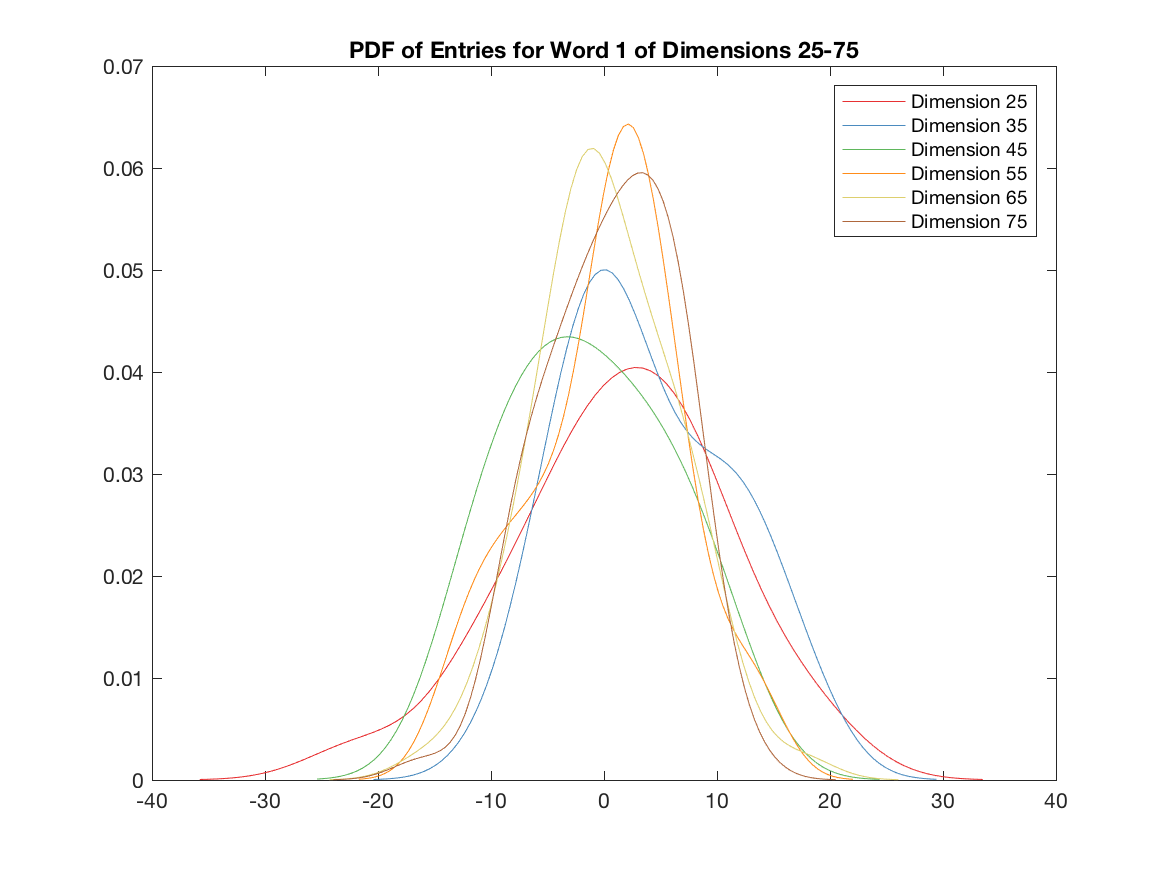 PDF of Entries for Word 1 of Dimensions 25-75
0.07
0.06
0.05
0.04
0.03
0.02
0.01
0
-40
-30
-20
-10
0
10
20
30
40
Dimension 25
Dimension 35
Dimension 45
Dimension 55
Dimension 65
Dimension 75